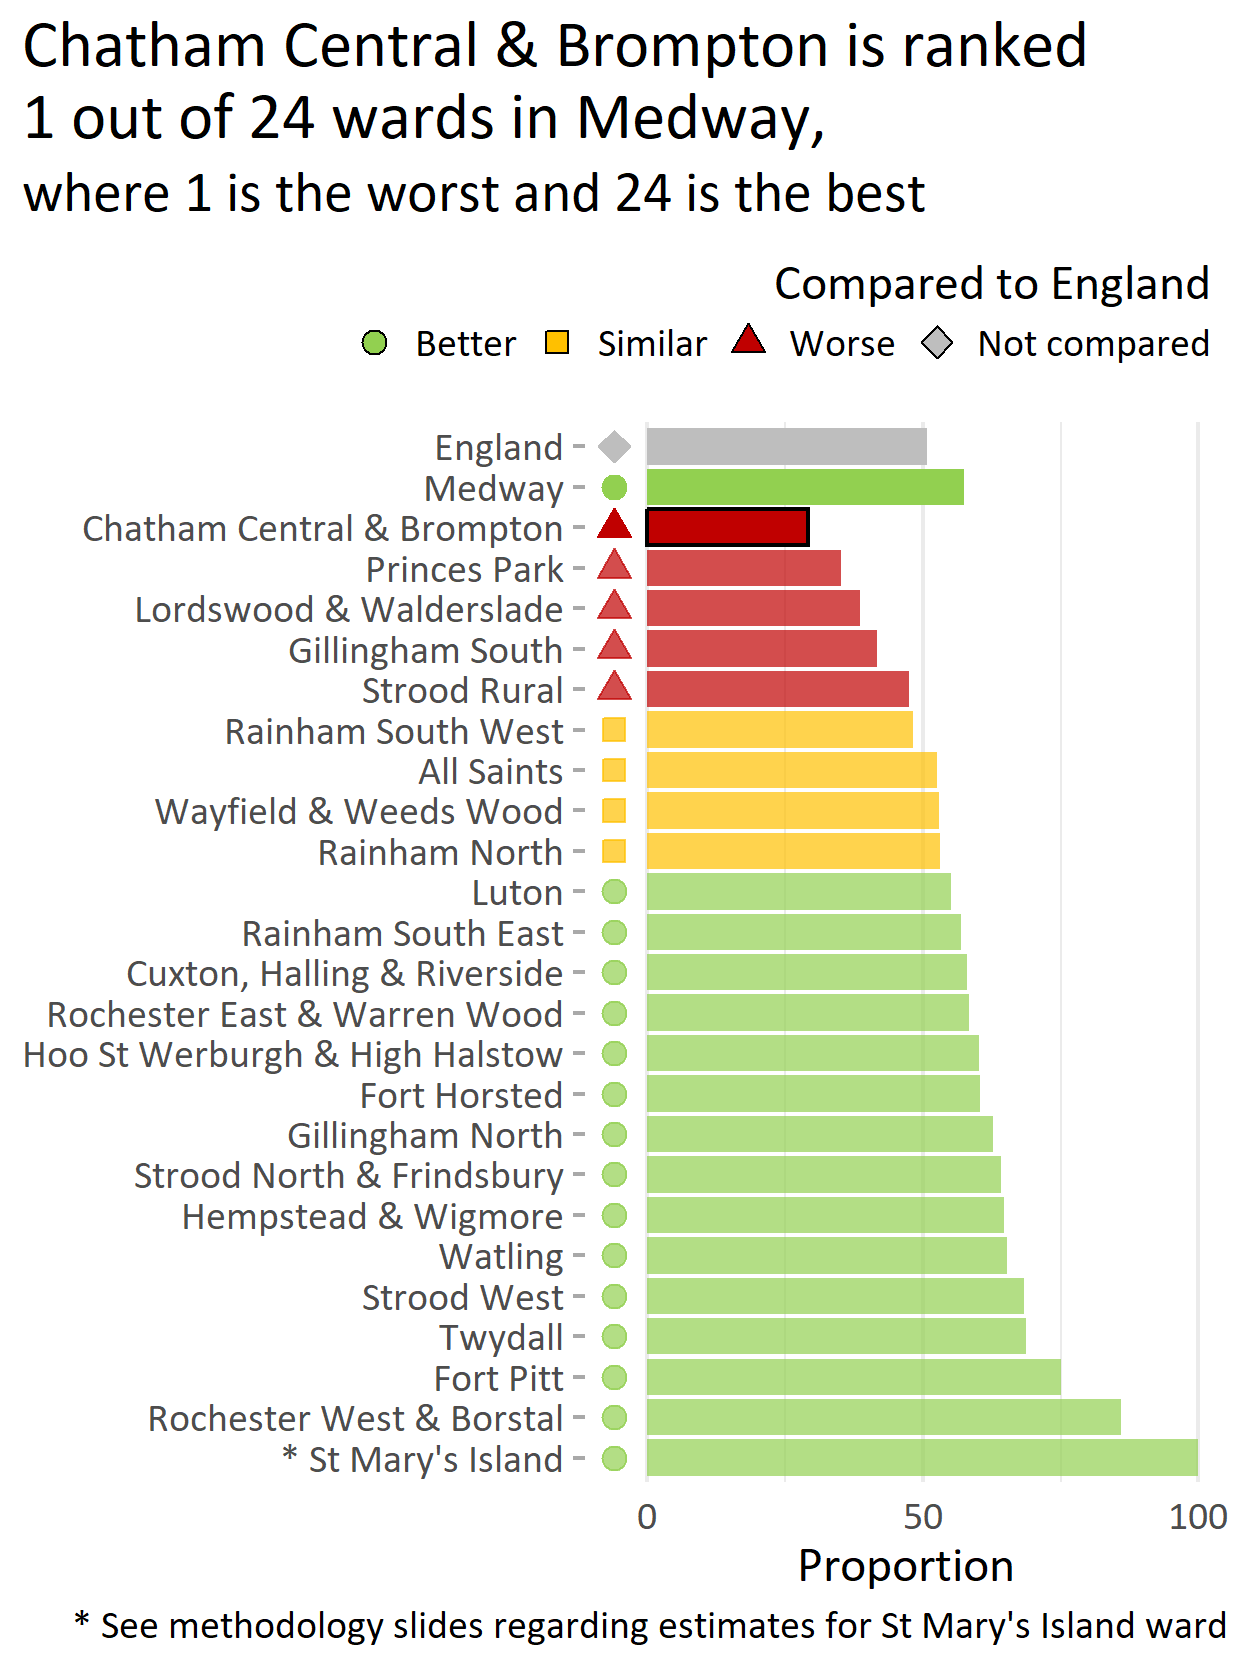 Chatham Central & Brompton is ranked
1 out of 24 wards in Medway,
where 1 is the worst and 24 is the best
Compared to England
Better Similar Worse Not compared
England
Medway
Chatham Central & Brompton
Princes Park
Lordswood & Walderslade
Gillingham South
Strood Rural
Rainham South West
All Saints
Wayfield & Weeds Wood
Rainham North
Luton
Rainham South East
Cuxton, Halling & Riverside
Rochester East & Warren Wood
Hoo St Werburgh & High Halstow
Fort Horsted
Gillingham North
Strood North & Frindsbury
Hempstead & Wigmore
Watling
Strood West
Twydall
Fort Pitt
Rochester West & Borstal
* St Mary's Island
0 50 100
Proportion
* See methodology slides regarding estimates for St Mary's Island ward